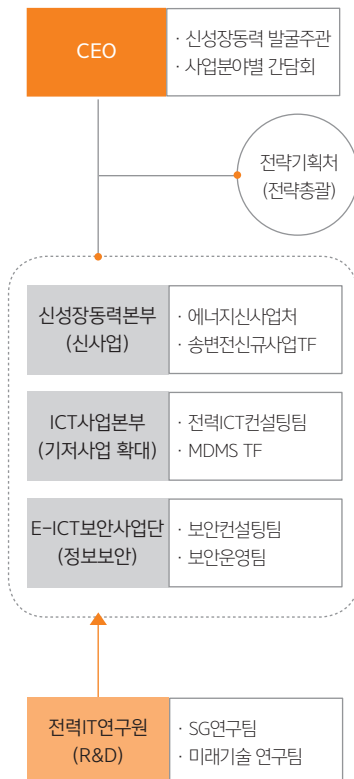 CEO
· 신성장동력 발굴주관
· 사업분야별 간담회
전략기획처
(전략총괄)
신성장동력본부
(신사업)
· 에너지신사업처
· 송변전신규사업TF
ICT사업본부
(기저사업 확대)
· 전력ICT컨설팅팀
· MDMS TF
E-ICT보안사업단
(정보보안)
· 보안컨설팅팀
· 보안운영팀
전력IT연구원
(R&D)
· SG연구팀
· 미래기술 연구팀